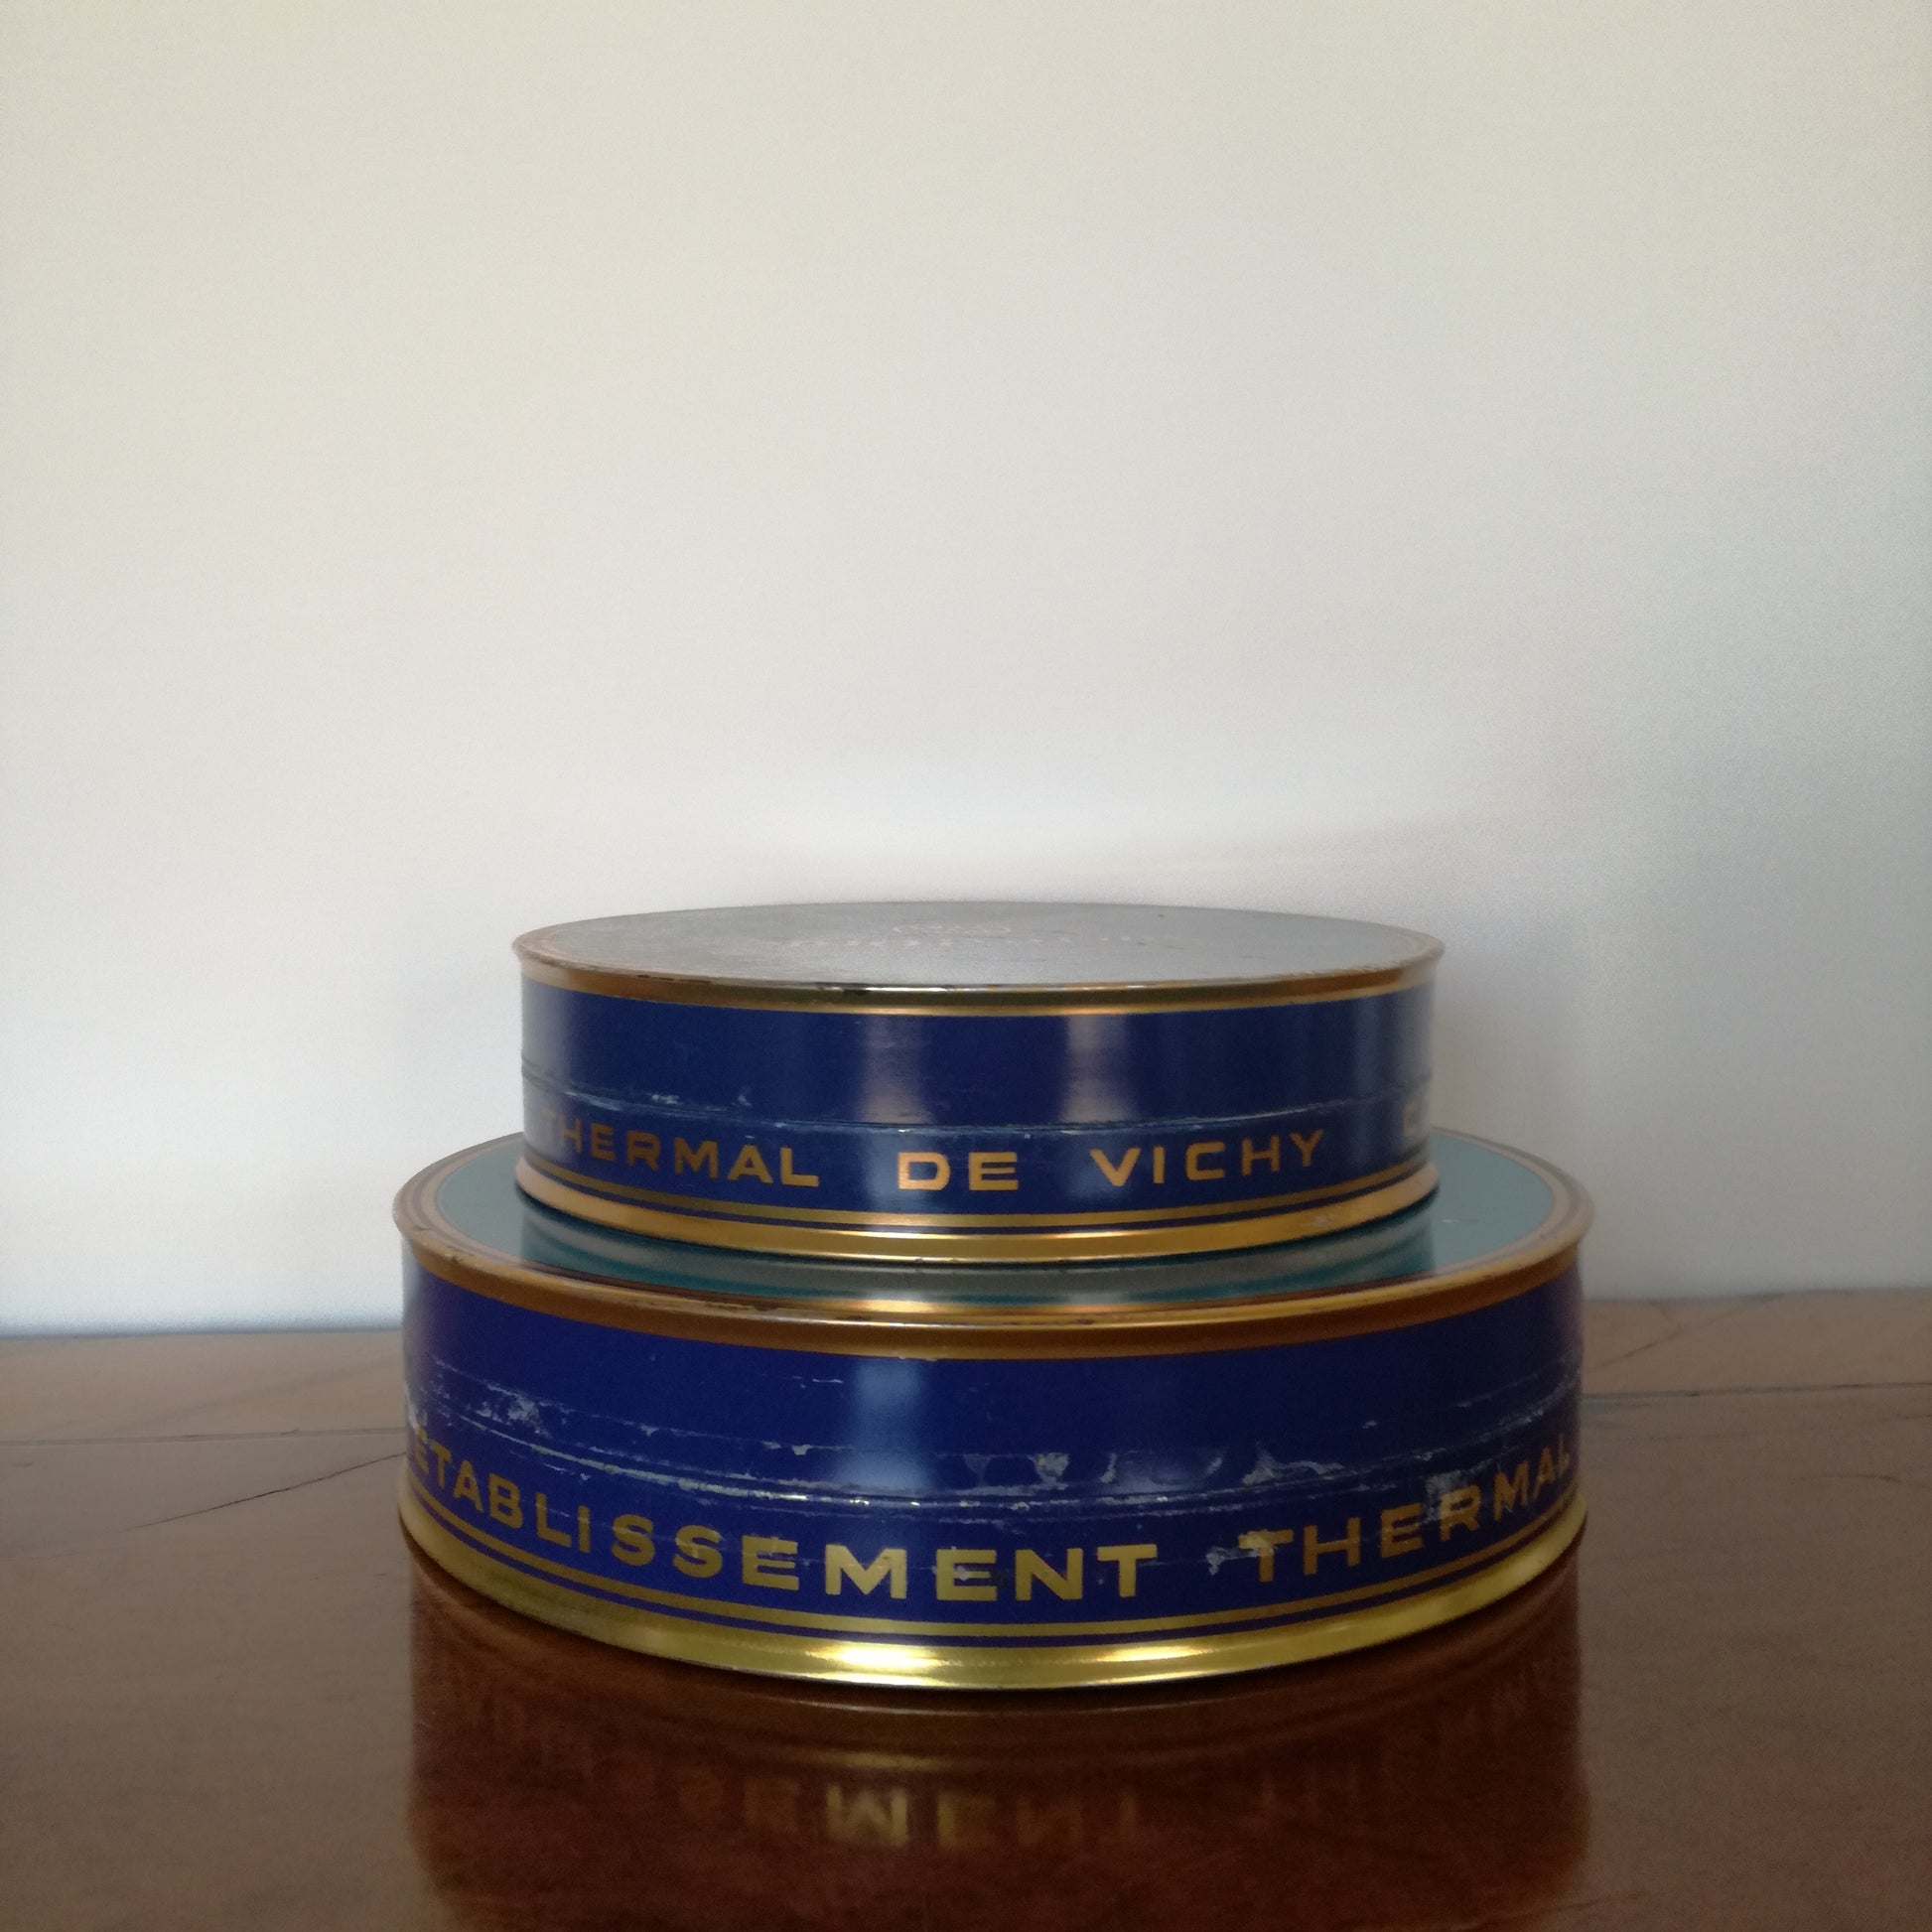 THERMAL DE VICHY
ÉTABLISSEMENT THERMAL